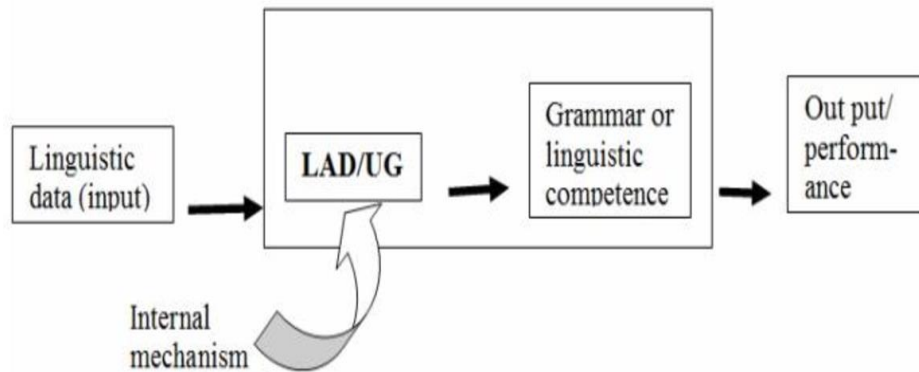 Linguistic
data (input)
LAD/UG
Grammar or
linguistic
competence
Out put/
perform-
ance
Internal
mechanism